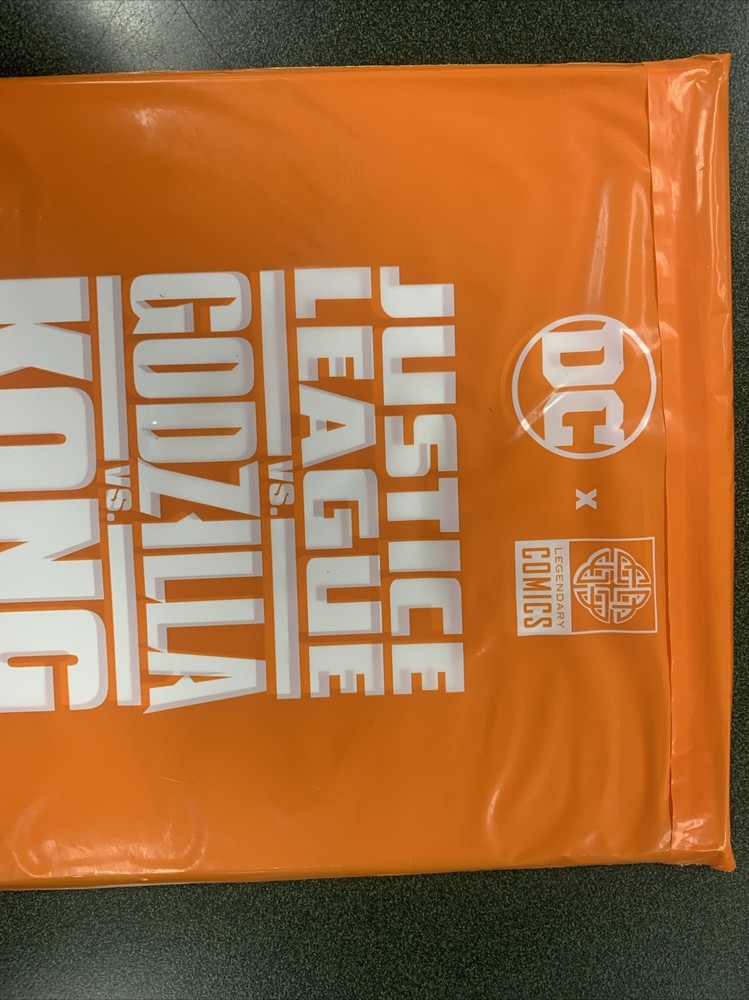 DC x LEGENDARY COMICS
JUSTICE
LEAGUE
VS.
GODZILLA
VS.
KONG